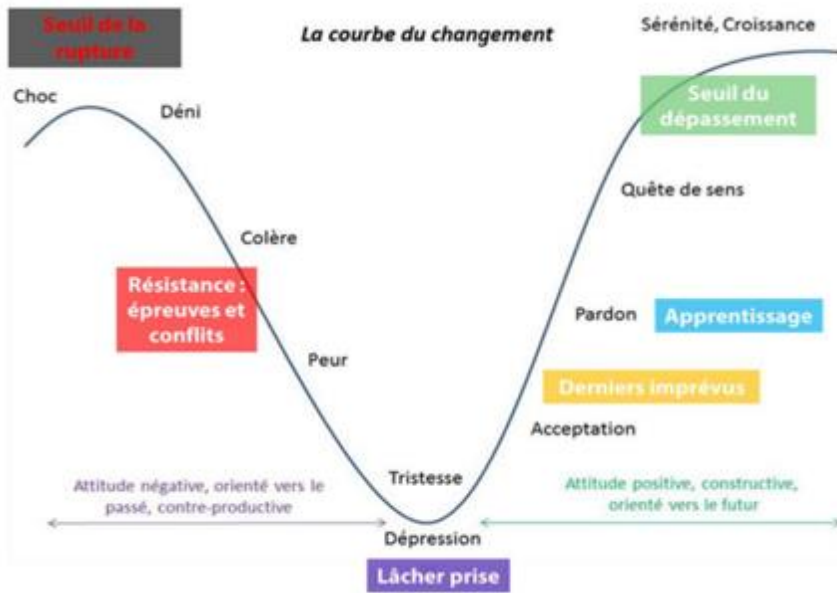 Seuil de la
rupture
La courbe du changement
Sérénité, Croissance
Choc
Déni
Seuil du
dépassement
Quête de sens
Colère
Résistance :
épreuves et
conflits
Pardon
Apprentissage
Peur
Derniers imprévus
Acceptation
Tristesse
Attitude négative, orienté vers le
passé, contre-productive
Attitude positive, constructive,
orienté vers le futur
Dépression
Lâcher prise